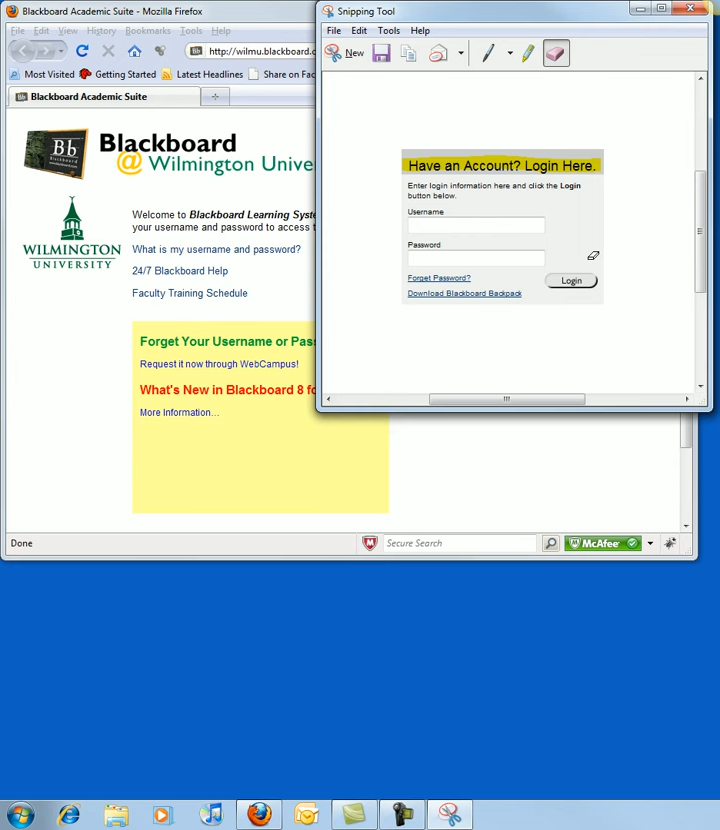 Blackboard Academic Suite - Mozilla Firefox
File Edit View History Bookmarks Tools Help
http://wilmu.blackboard.c
Most Visited Getting Started Latest Headlines Share on Fac
Blackboard Academic Suite
Bb
Blackboard
@ Wilmington Univer
WILMINGTON
UNIVERSITY
Welcome to Blackboard Learning Syste
your username and password to access t
What is my username and password?
24/7 Blackboard Help
Faculty Training Schedule
Forget Your Username or Pass
Request it now through WebCampus!
What's New in Blackboard 8 fo
More Information...
Done
Secure Search
McAfee
Snipping Tool
File Edit Tools Help
New
Have an Account? Login Here.
Enter login information here and click the Login
button below.
Username
Password
Forget Password?
Login
Download Blackboard Backpack